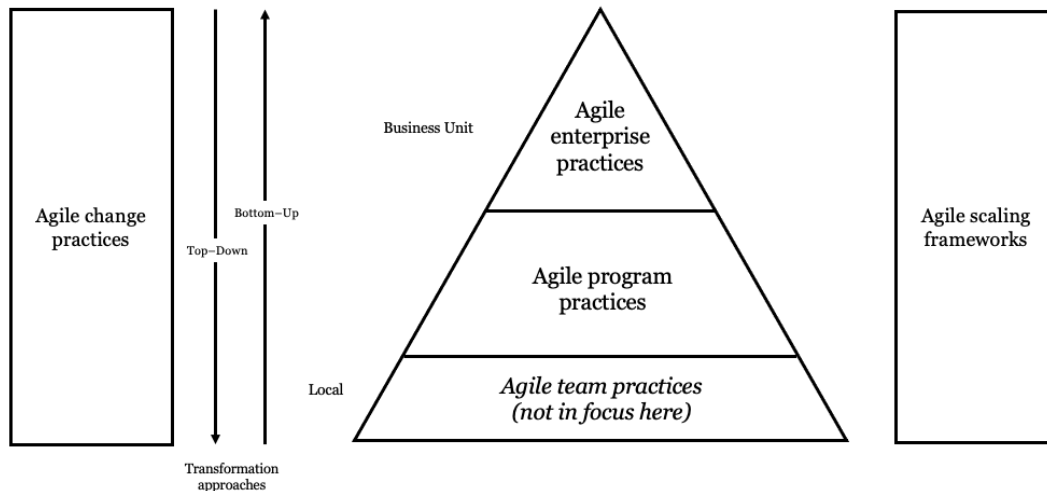 Agile change
practices
Top–Down
Bottom–Up
Transformation
approaches
Business Unit
Local
Agile
enterprise
practices
Agile program
practices
Agile team practices
(not in focus here)
Agile scaling
frameworks